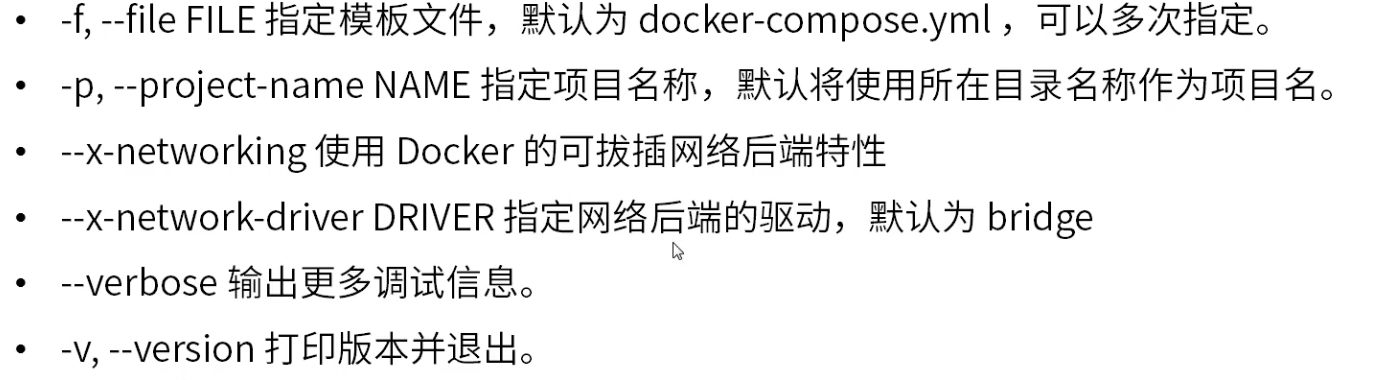 • -f, --file FILE 指定模板文件，默认为 docker-compose.yml ，可以多次指定。
• -p, --project-name NAME 指定项目名称，默认将使用所在目录名称作为项目名。
• --x-networking 使用 Docker 的可拔插网络后端特性
• --x-network-driver DRIVER 指定网络后端的驱动，默认为 bridge
• --verbose 输出更多调试信息。
• -v, --version 打印版本并退出。